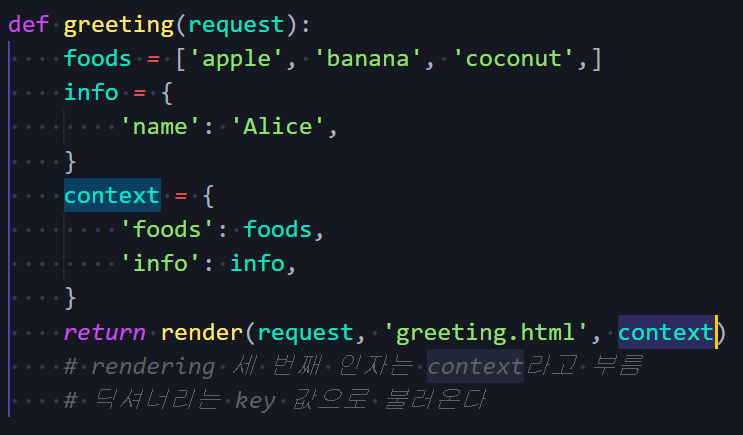 def greeting(request):
    foods = ['apple', 'banana', 'coconut',]
    info = {
        'name': 'Alice',
    }
    context = {
        'foods': foods,
        'info': info,
    }
    return render(request, 'greeting.html', context)
    # rendering 세 번째 인자는 context라고 부름
    # 딕셔너리는 key 값으로 불러온다